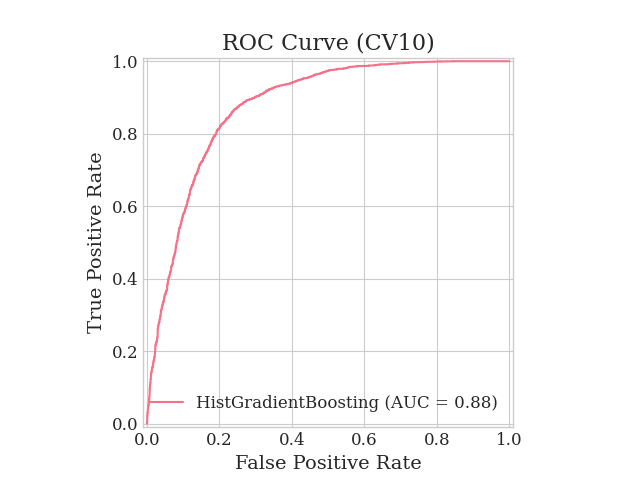 ROC Curve (CV10)
True Positive Rate
1.0
0.8
0.6
0.4
0.2
0.0
HistGradientBoosting (AUC = 0.88)
0.0 0.2 0.4 0.6 0.8 1.0
False Positive Rate